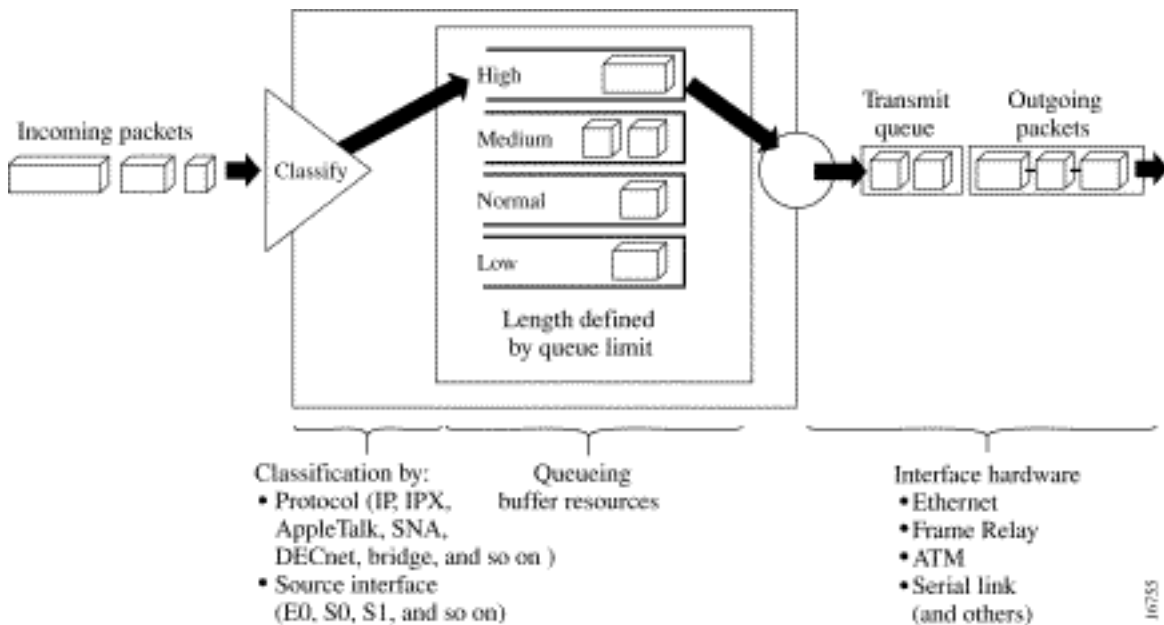 Incoming packets
Classify
High
Medium
Normal
Low
Length defined
by queue limit
Transmit
queue
Outgoing
packets
Classification by:
• Protocol (IP, IPX,
AppleTalk, SNA,
DECnet, bridge, and so on )
• Source interface
(E0, S0, S1, and so on)
Queueing
buffer resources
Interface hardware
• Ethernet
• Frame Relay
• ATM
• Serial link
(and others)
16755